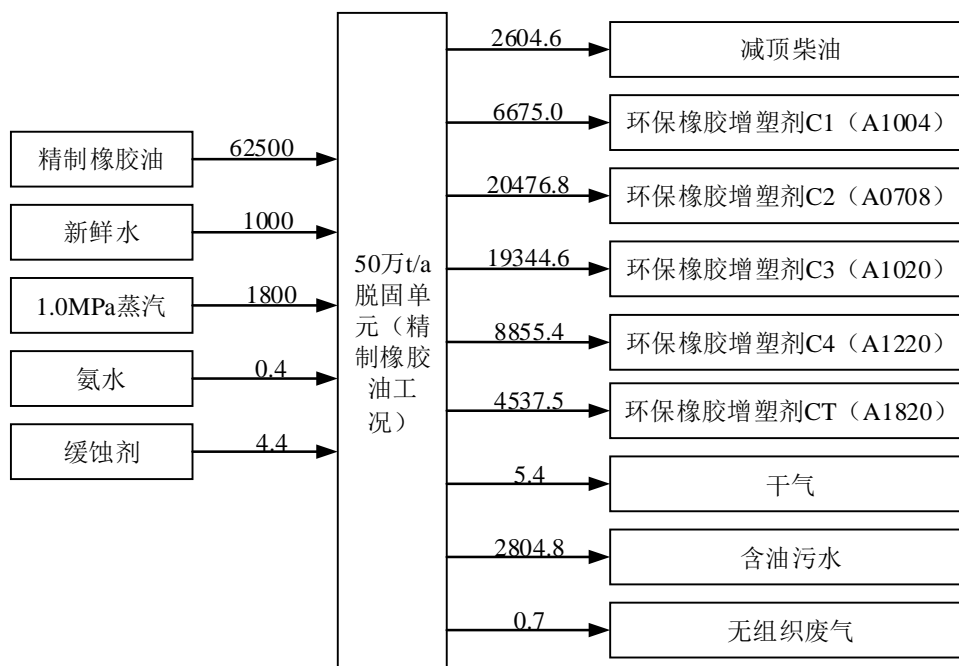 精制橡胶油
62500
新鲜水
1000
1.0MPa蒸汽
1800
氨水
0.4
缓蚀剂
4.4
50万t/a
脱固单
元（精
制橡胶
油工
况）
2604.6
减顶柴油
6675.0
环保橡胶增塑剂C1（A1004）
20476.8
环保橡胶增塑剂C2（A0708）
19344.6
环保橡胶增塑剂C3（A1020）
8855.4
环保橡胶增塑剂C4（A1220）
4537.5
环保橡胶增塑剂CT（A1820）
5.4
干气
2804.8
含油污水
0.7
无组织废气